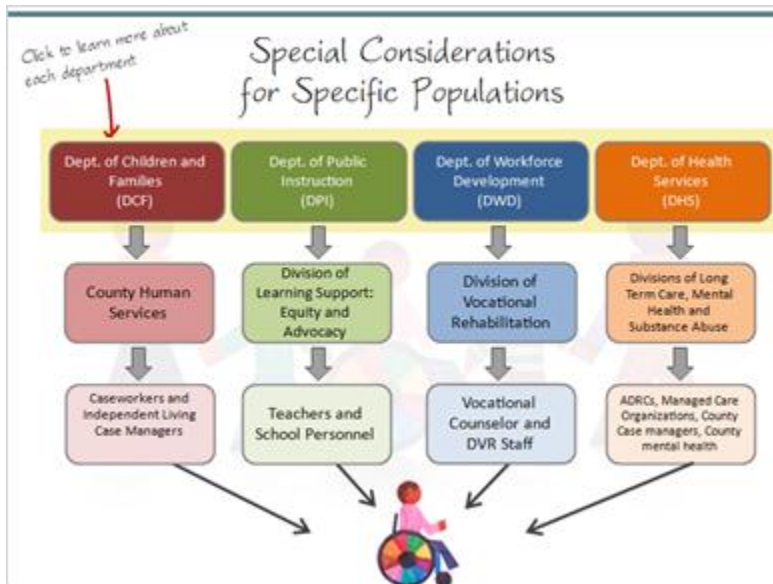 Click to learn more about
each department
Special Considerations
for Specific Populations
Dept. of Children and
Families
(DCF)
Dept. of Public
Instruction
(DPI)
Dept. of Workforce
Development
(DWD)
Dept. of Health
Services
(DHS)
County Human
Services
Division of
Learning Support:
Equity and
Advocacy
Division of
Vocational
Rehabilitation
Divisions of Long
Term Care, Mental
Health and
Substance Abuse
Caseworkers and
Independent Living
Case Managers
Teachers and
School Personnel
Vocational
Counselor and
DVR Staff
ADRCs, Managed Care
Organizations, County
Case managers, County
mental health